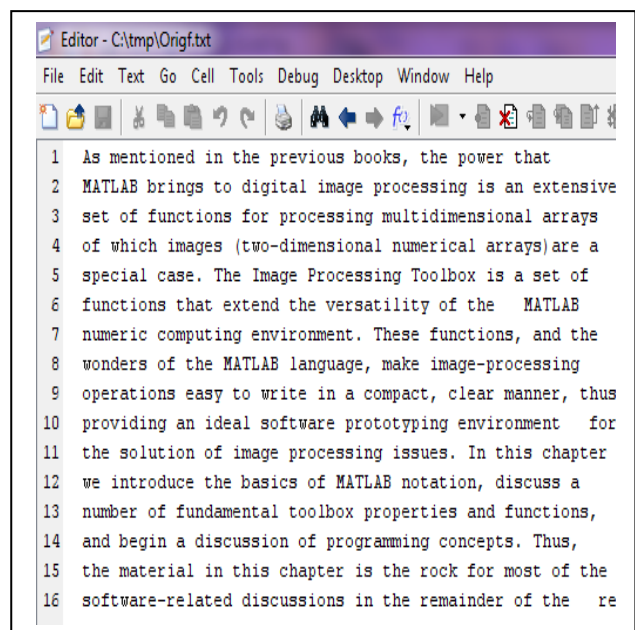 Editor - C:\tmp\Origf.txt
File Edit Text Go Cell Tools Debug Desktop Window Help
1 As mentioned in the previous books, the power that
2 MATLAB brings to digital image processing is an extensive
3 set of functions for processing multidimensional arrays
4 of which images (two-dimensional numerical arrays)are a
5 special case. The Image Processing Toolbox is a set of
6 functions that extend the versatility of the   MATLAB
7 numeric computing environment. These functions, and the
8 wonders of the MATLAB language, make image-processing
9 operations easy to write in a compact, clear manner, thus
10 providing an ideal software prototyping environment   for
11 the solution of image processing issues. In this chapter
12 we introduce the basics of MATLAB notation, discuss a
13 number of fundamental toolbox properties and functions,
14 and begin a discussion of programming concepts. Thus,
15 the material in this chapter is the rock for most of the
16 software-related discussions in the remainder of the   re